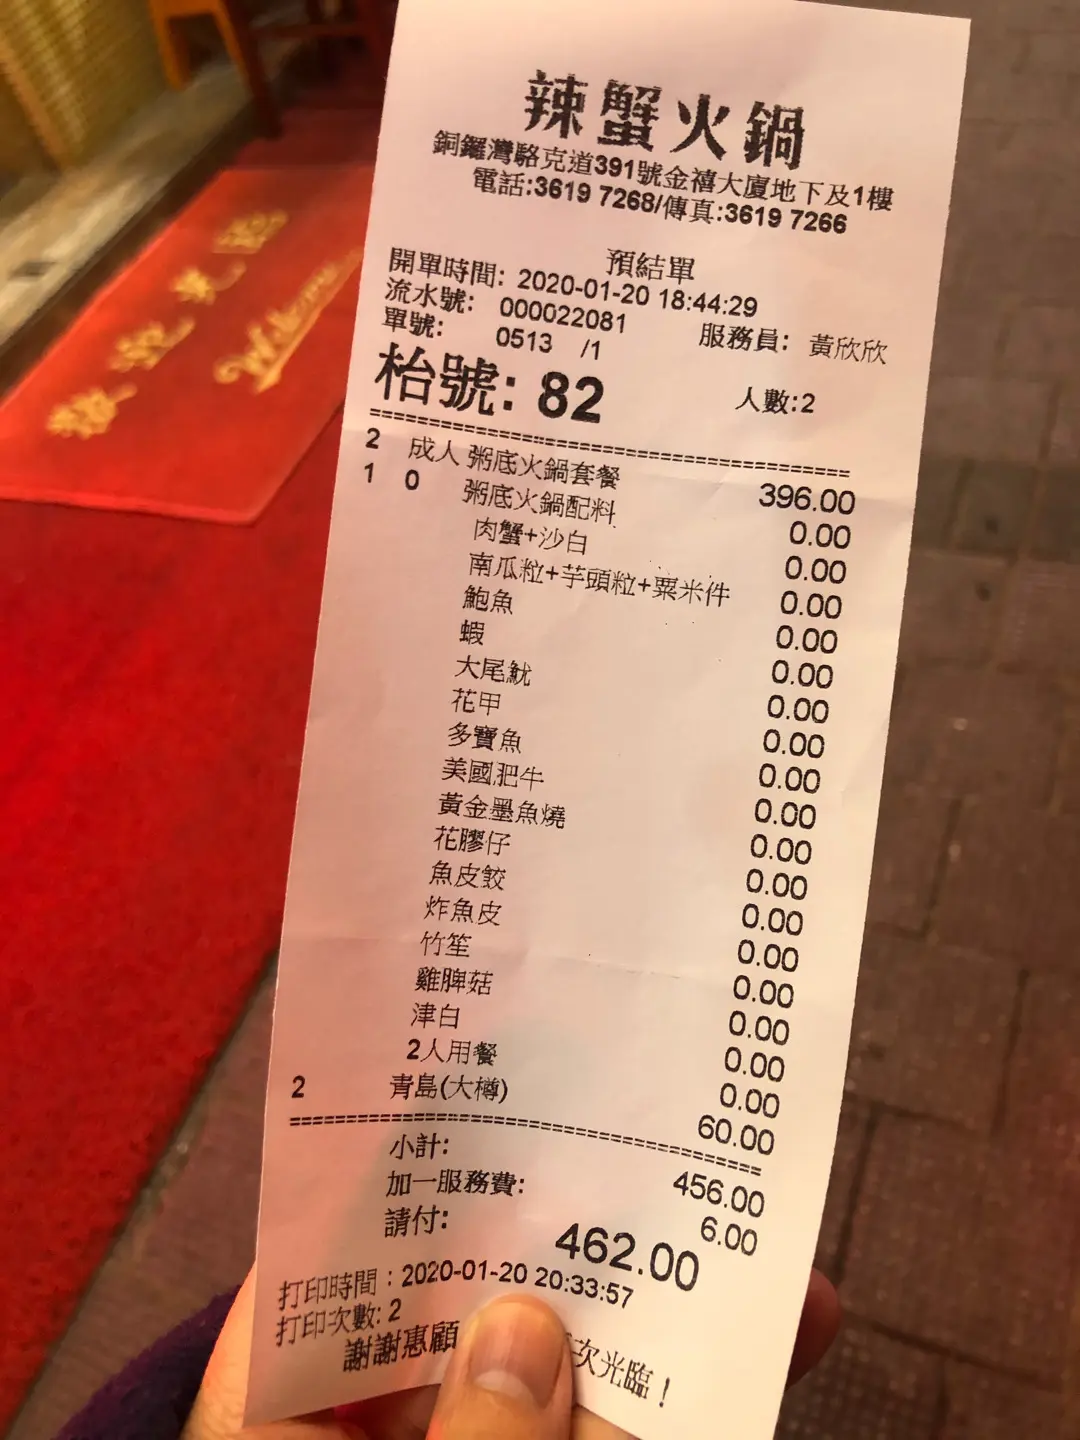 辣蟹火鍋
銅鑼灣駱克道391號金禧大廈地下及1樓
電話:3619 7268/傳真:3619 7266
預結單
開單時間: 2020-01-20 18:44:29
流水號: 000022081 服務員: 黃欣欣
單號: 0513 /1
枱號: 82 人數:2
2 成人 粥底火鍋套餐 396.00
1 0 粥底火鍋配料 0.00
肉蟹+沙白 0.00
南瓜粒+芋頭粒+粟米件 0.00
鮑魚 0.00
蝦 0.00
大尾魷 0.00
花甲 0.00
多寶魚 0.00
美國肥牛 0.00
黃金墨魚燒 0.00
花膠仔 0.00
魚皮餃 0.00
炸魚皮 0.00
竹笙 0.00
雞脾菇 0.00
津白 0.00
2人用餐 0.00
2 青島(大樽) 60.00
小計: 456.00
加一服務費: 6.00
請付: 462.00
打印時間：2020-01-20 20:33:57
打印次數: 2
謝謝惠顧 次光臨！
Welcome